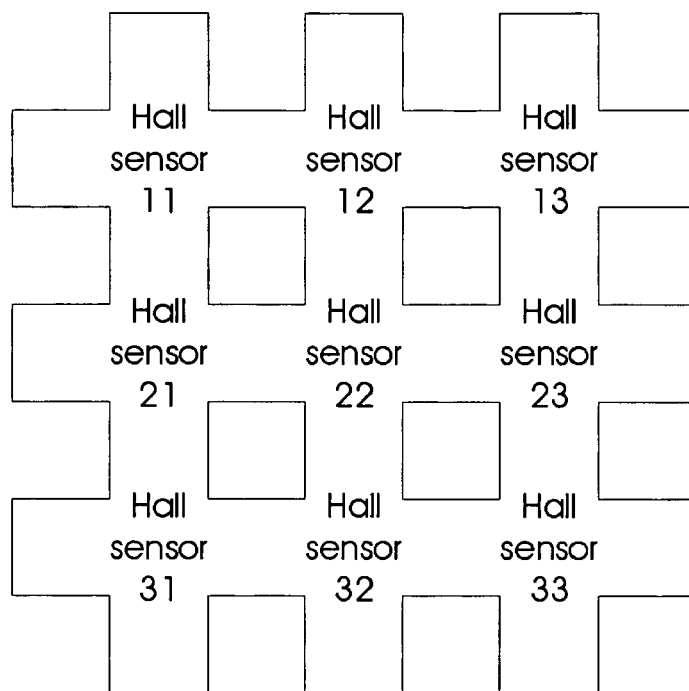 Hall
sensor
11
Hall
sensor
12
Hall
sensor
13
Hall
sensor
21
Hall
sensor
22
Hall
sensor
23
Hall
sensor
31
Hall
sensor
32
Hall
sensor
33